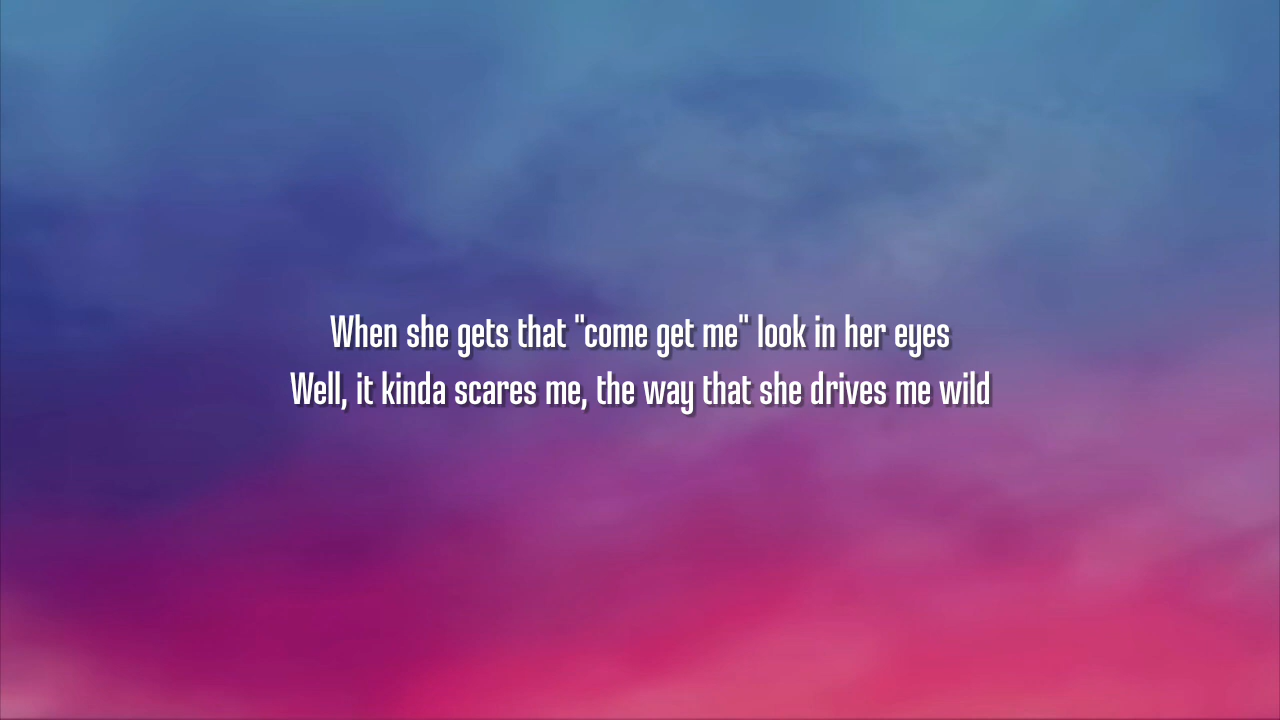 When she gets that "come get me" look in her eyes
Well, it kinda scares me, the way that she drives me wild